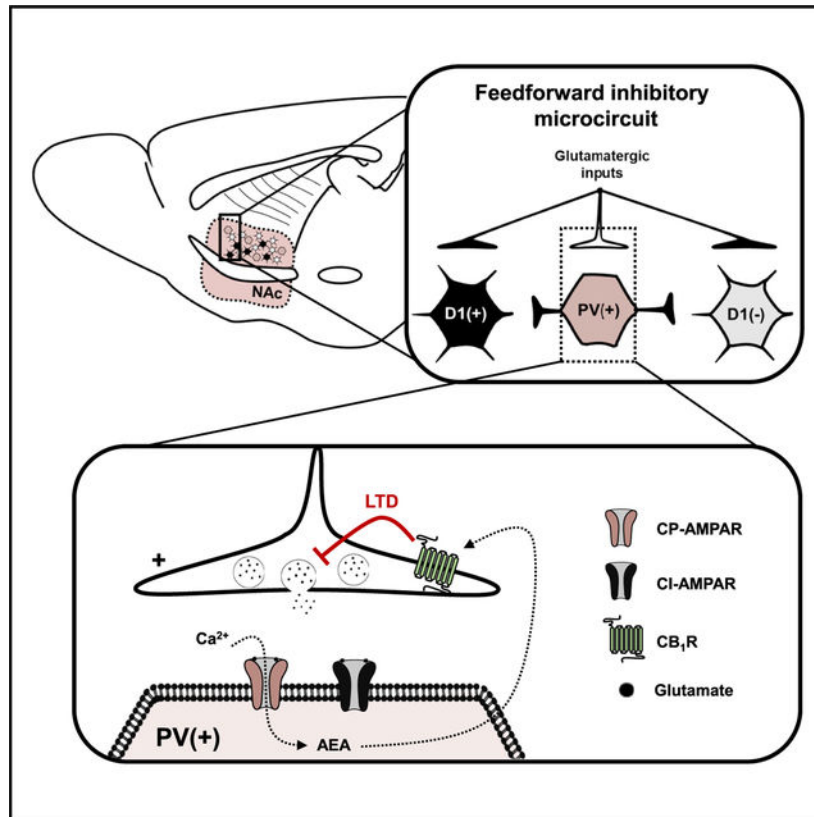 Feedforward inhibitory
microcircuit
Glutamatergic
inputs
NAc
D1(+)
PV(+)
D1(-)
LTD
+
Ca²⁺
AEA
PV(+)
CP-AMPAR
CI-AMPAR
CB₁R
Glutamate